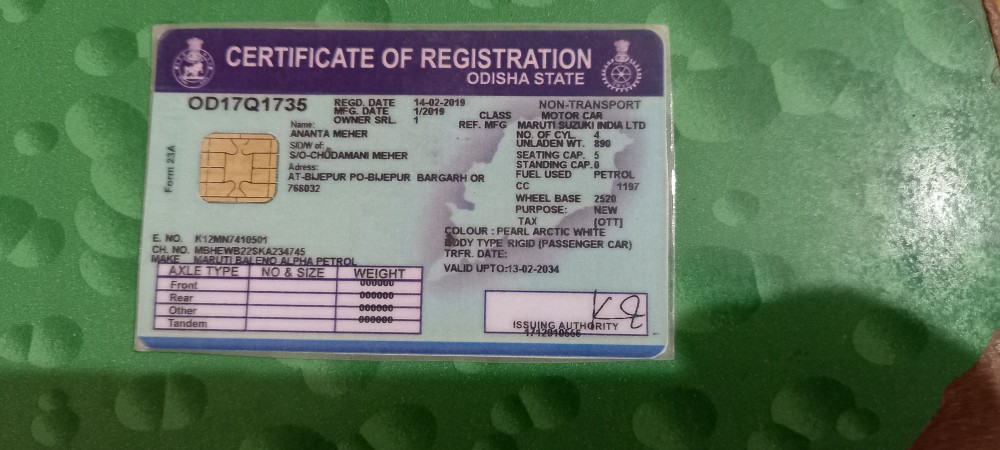 CERTIFICATE OF REGISTRATION
ODISHA STATE
OD17Q1735
REGD. DATE 14-02-2019
MFG. DATE 1/2019
OWNER SRL. 1
NON-TRANSPORT
CLASS MOTOR CAR
REF. MFG MARUTI SUZUKI INDIA LTD
NO. OF CYL. 4
UNLADEN WT. 890
SEATING CAP. 5
STANDING CAP. 0
FUEL USED PETROL
CC 1197
WHEEL BASE 2520
PURPOSE: NEW
TAX [OTT]
Form 23A
Name:
ANANTA MEHER
S/D/W of:
S/O-CHUDAMANI MEHER
Adress:
AT-BIJEPUR PO-BIJEPUR BARGARH OR
768032
COLOUR : PEARL ARCTIC WHITE
BODY TYPE RIGID (PASSENGER CAR)
TRFR. DATE:
VALID UPTO:13-02-2034
E. NO. K12MN7410501
CH. NO. MBHEWB22SKA234745
MAKE MARUTI BALENO ALPHA PETROL
AXLE TYPE NO & SIZE WEIGHT
Front 000000
Rear 000000
Other 000000
Tandem 000000
ISSUING AUTHORITY